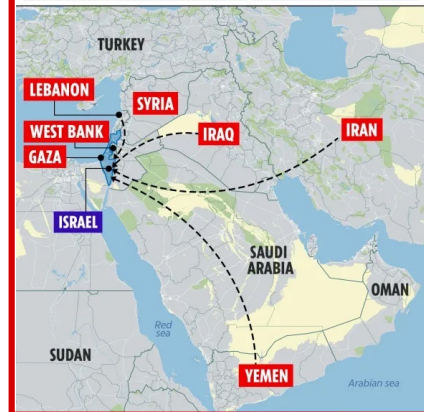 TURKEY
LEBANON
SYRIA
WEST BANK
IRAQ
IRAN
GAZA
ISRAEL
SAUDI
ARABIA
OMAN
Red
sea
SUDAN
YEMEN
Arabian sea